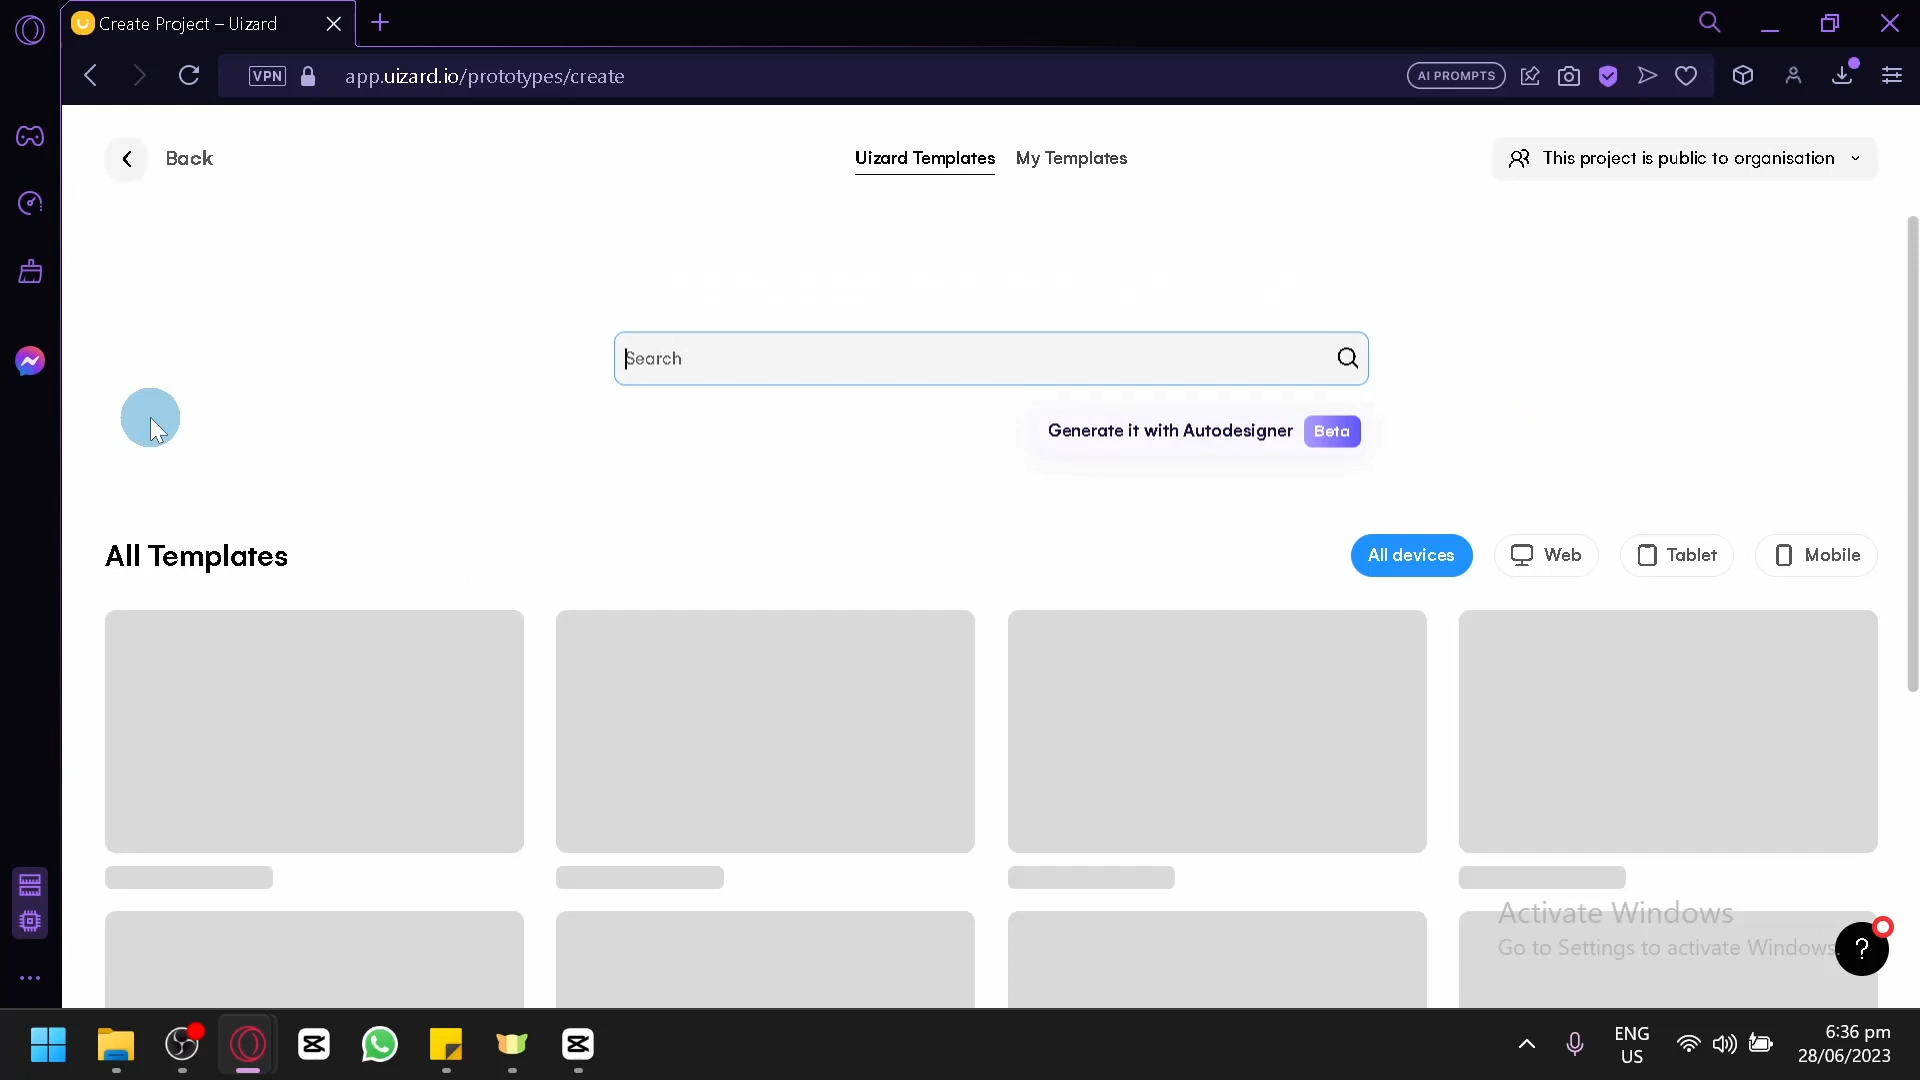 Create Project – Uizard
VPN
app.uizard.io/prototypes/create
AI PROMPTS
Back
Uizard Templates
My Templates
This project is public to organisation
Search
Generate it with Autodesigner
Beta
All Templates
All devices
Web
Tablet
Mobile
Activate Windows
Go to Settings to activate Windows.
?
ENG
US
6:36 pm
28/06/2023